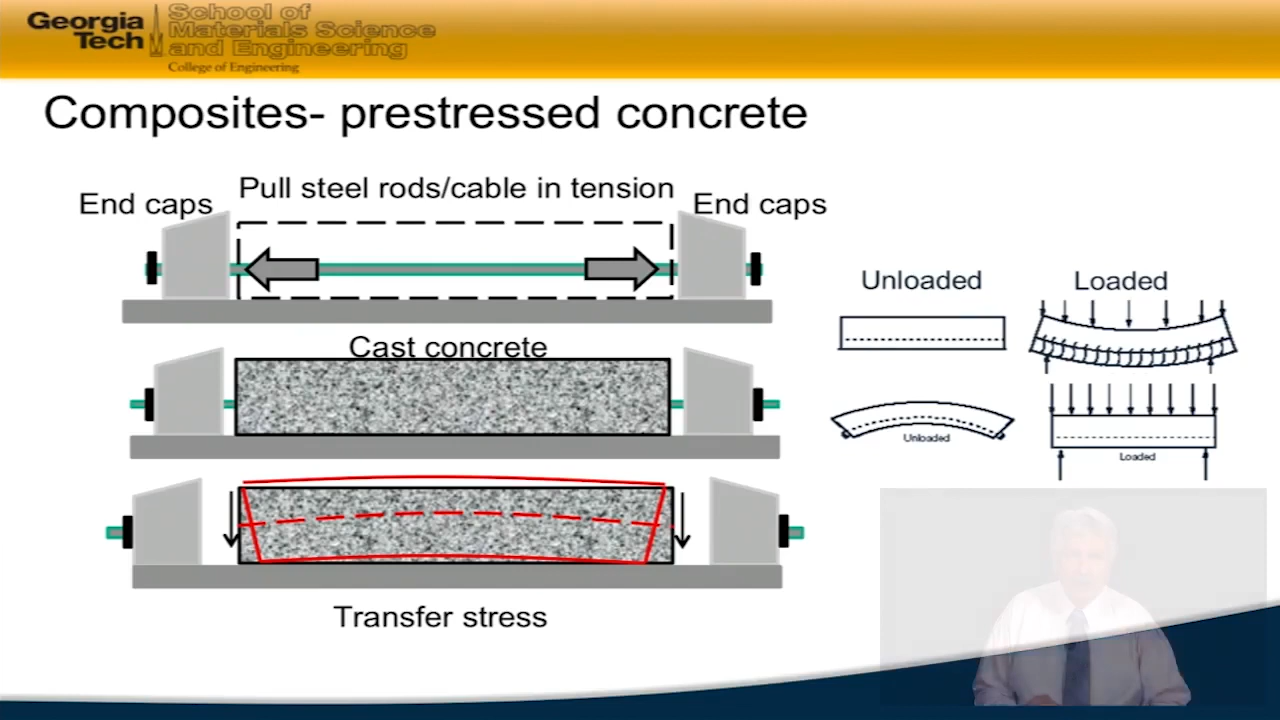 Georgia Tech
School of
Materials Science
and Engineering
College of Engineering
Composites- prestressed concrete
Pull steel rods/cable in tension
End caps
End caps
Unloaded
Loaded
Cast concrete
Unloaded
Loaded
Transfer stress